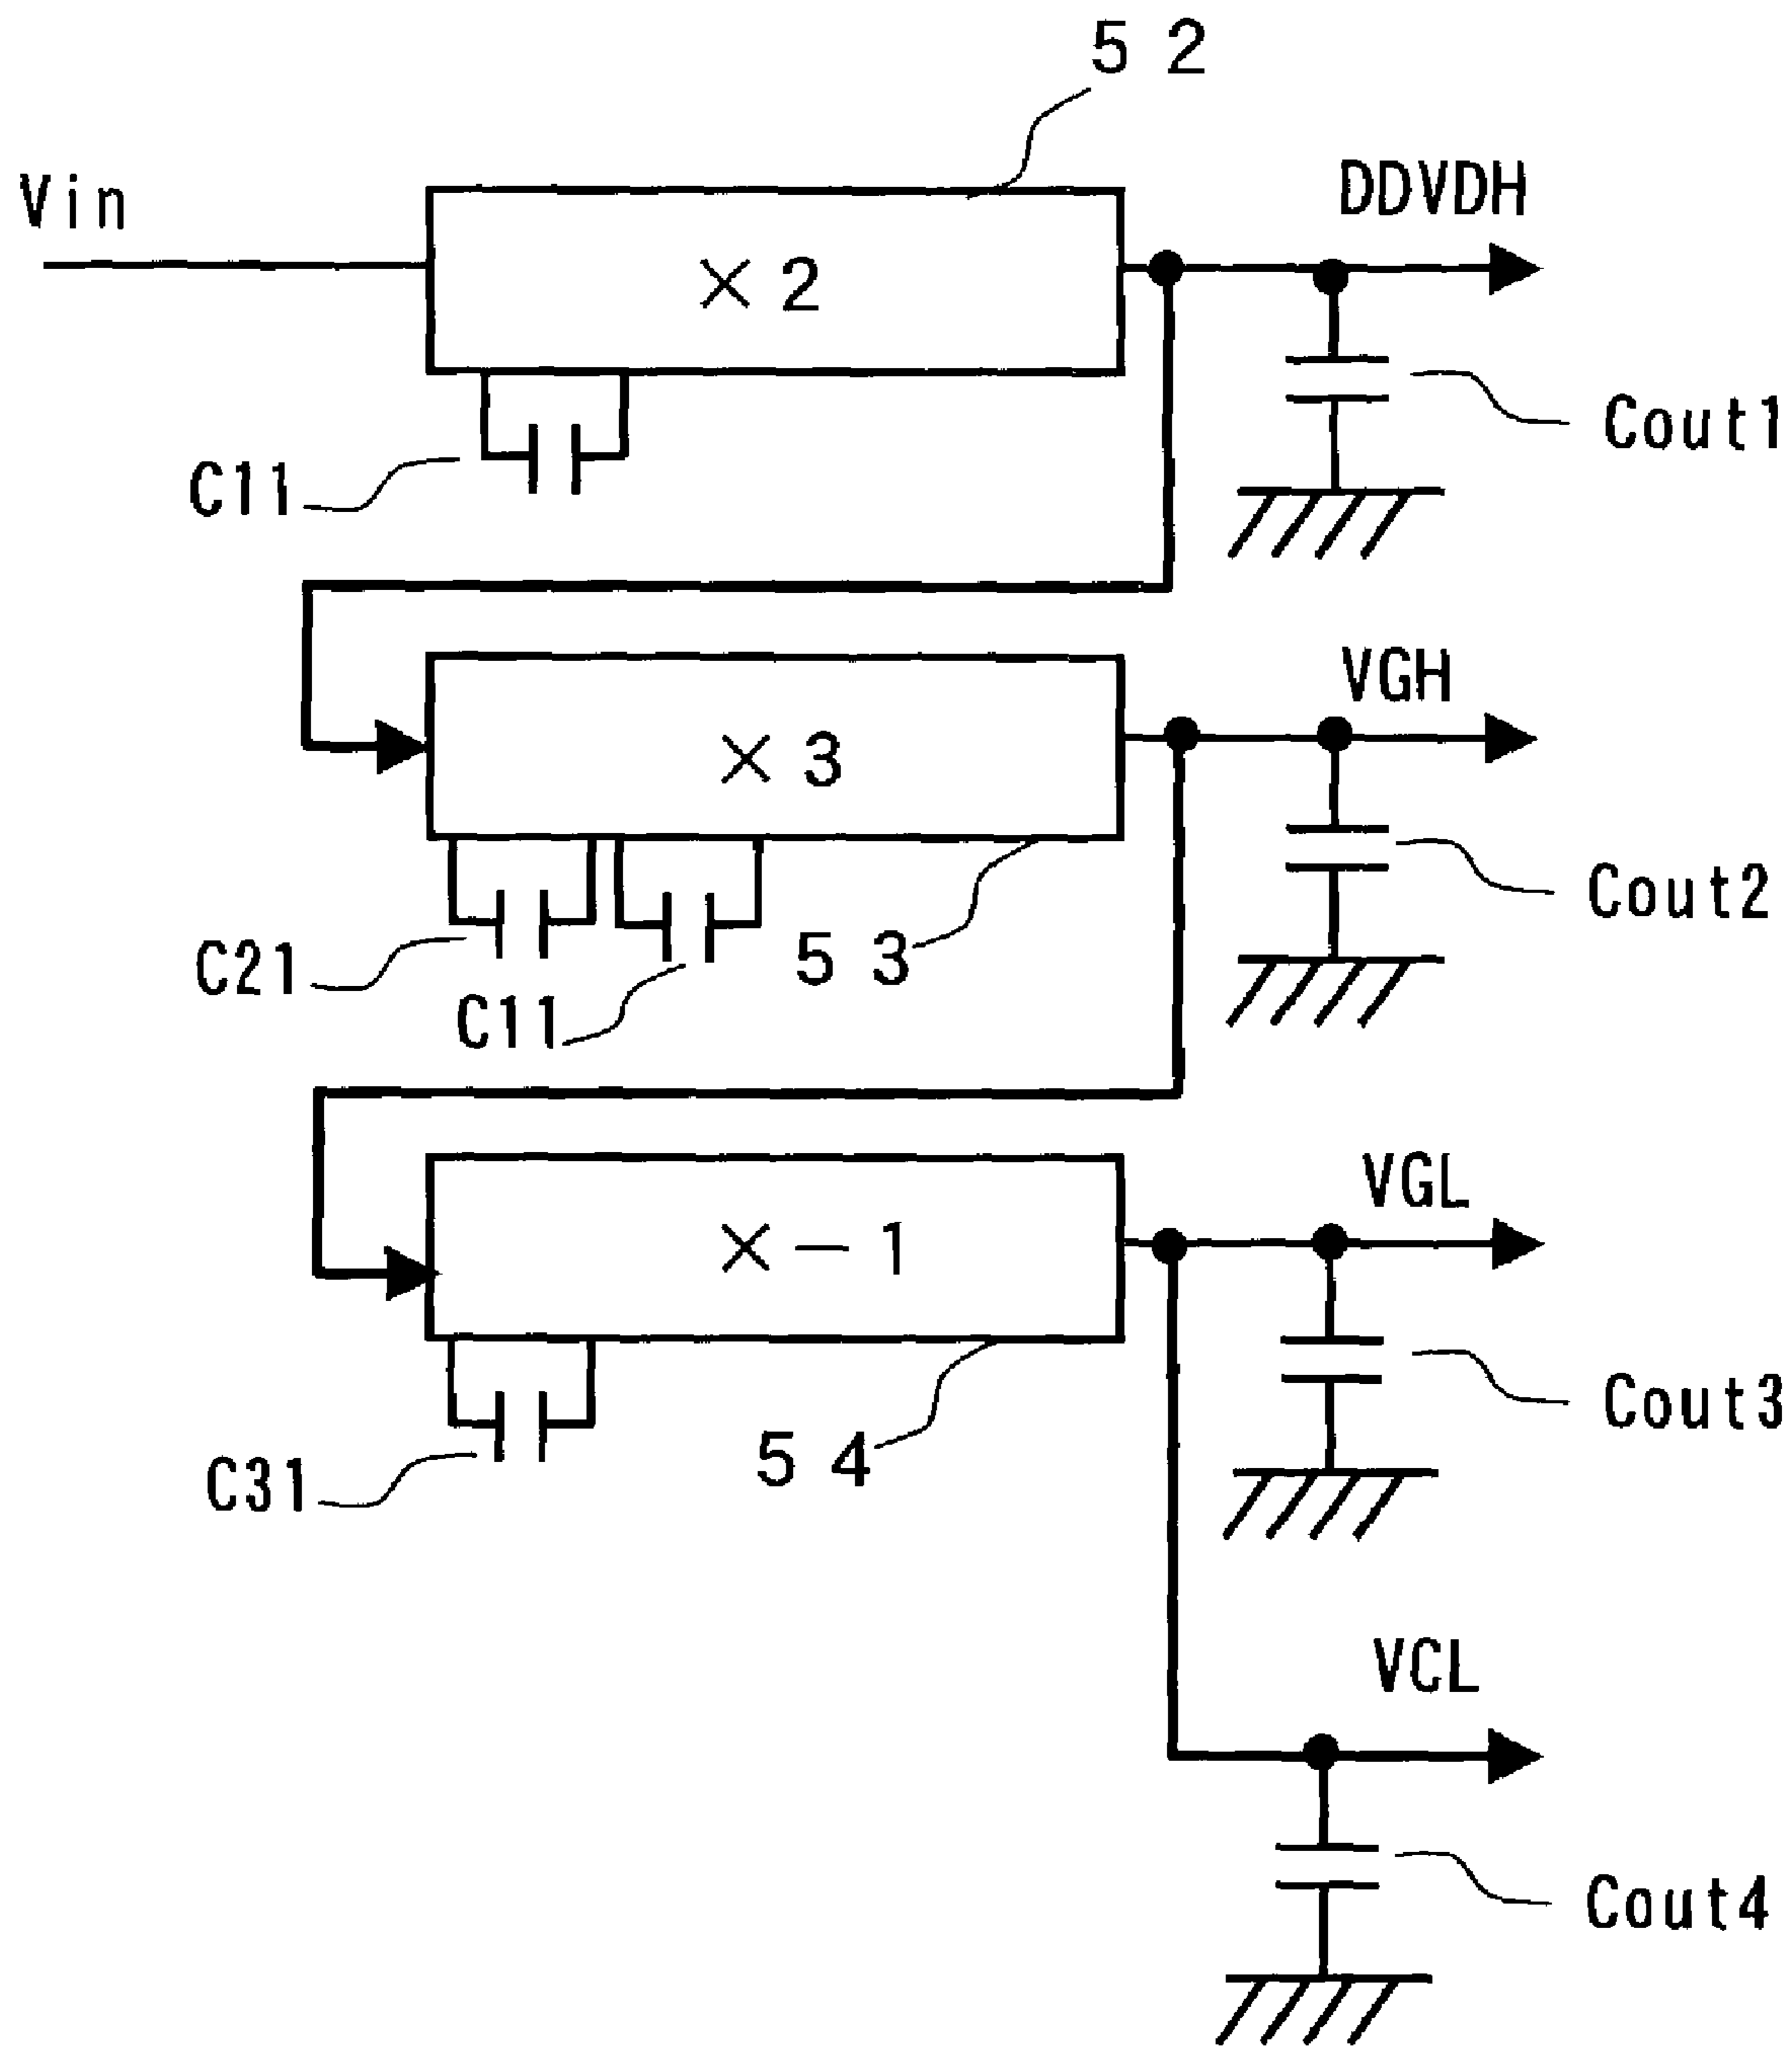 5 2
Vin
DDVDH
×2
Cout1
C11
VGH
×3
Cout2
C21
5 3
C11
VGL
×-1
Cout3
5 4
C31
VCL
Cout4